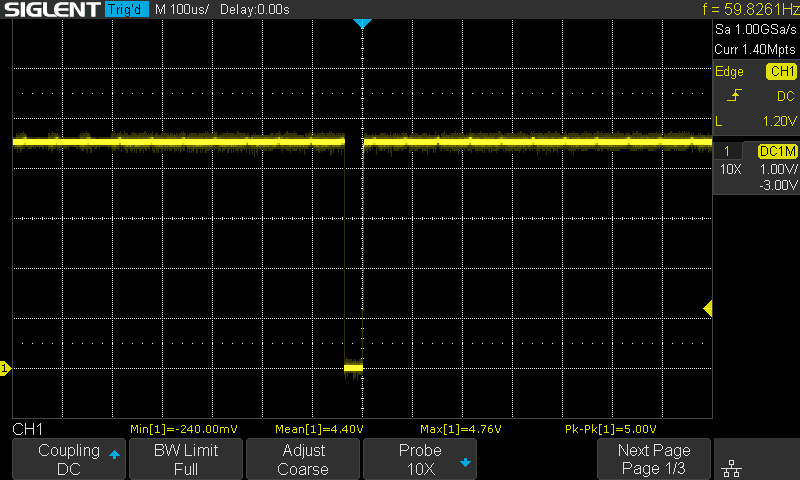 SIGLENT Trig'd M 100us/ Delay:0.00s f = 59.8261Hz
Sa 1.00GSa/s
Curr 1.40Mpts
Edge CH1
DC
L 1.20V
1 DC1M
10X 1.00V/
-3.00V
1
CH1 Min[1]=-240.00mV Mean[1]=4.40V Max[1]=4.76V Pk-Pk[1]=5.00V
Coupling BW Limit Adjust Probe Next Page
DC Full Coarse 10X Page 1/3